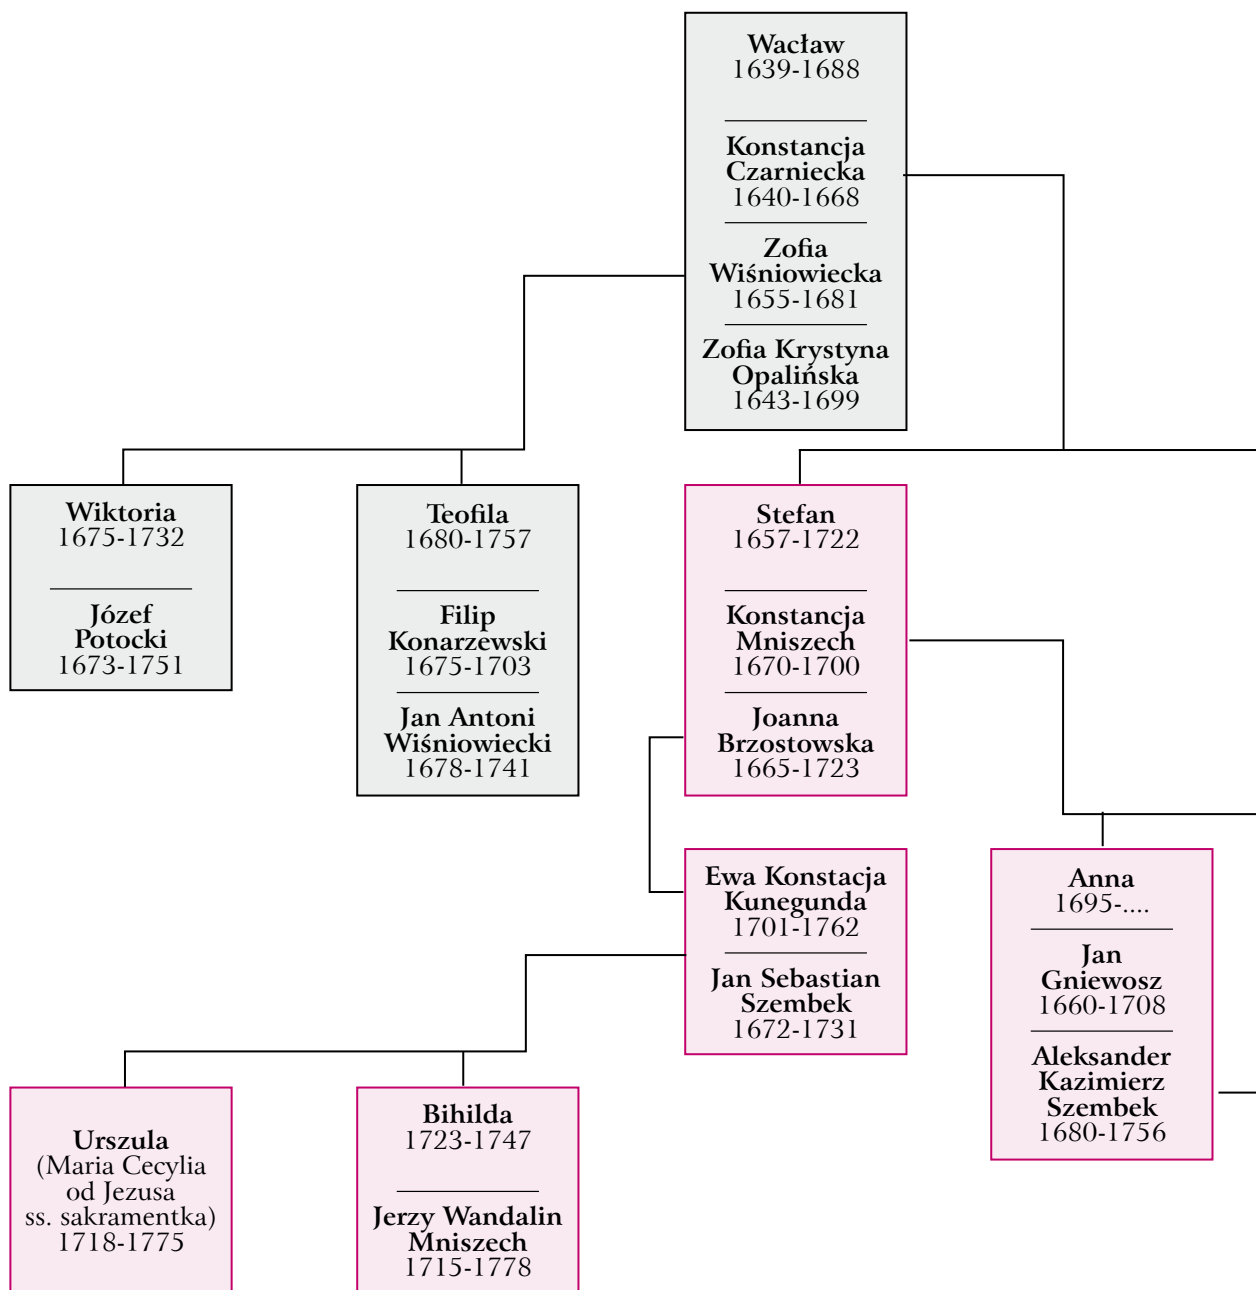 Wacław
1639-1688
Konstancja
Czarniecka
1640-1668
Zofia
Wiśniowiecka
1655-1681
Zofia Krystyna
Opalińska
1643-1699
Wiktoria
1675-1732
Józef
Potocki
1673-1751
Teofila
1680-1757
Filip
Konarzewski
1675-1703
Jan Antoni
Wiśniowiecki
1678-1741
Stefan
1657-1722
Konstancja
Mniszech
1670-1700
Joanna
Brzostowska
1665-1723
Ewa Konstacja
Kunegunda
1701-1762
Jan Sebastian
Szembek
1672-1731
Anna
1695-....
Jan
Gniewosz
1660-1708
Aleksander
Kazimierz
Szembek
1680-1756
Urszula
(Maria Cecylia
od Jezusa
ss. sakramentka)
1718-1775
Bihilda
1723-1747
Jerzy Wandalin
Mniszech
1715-1778